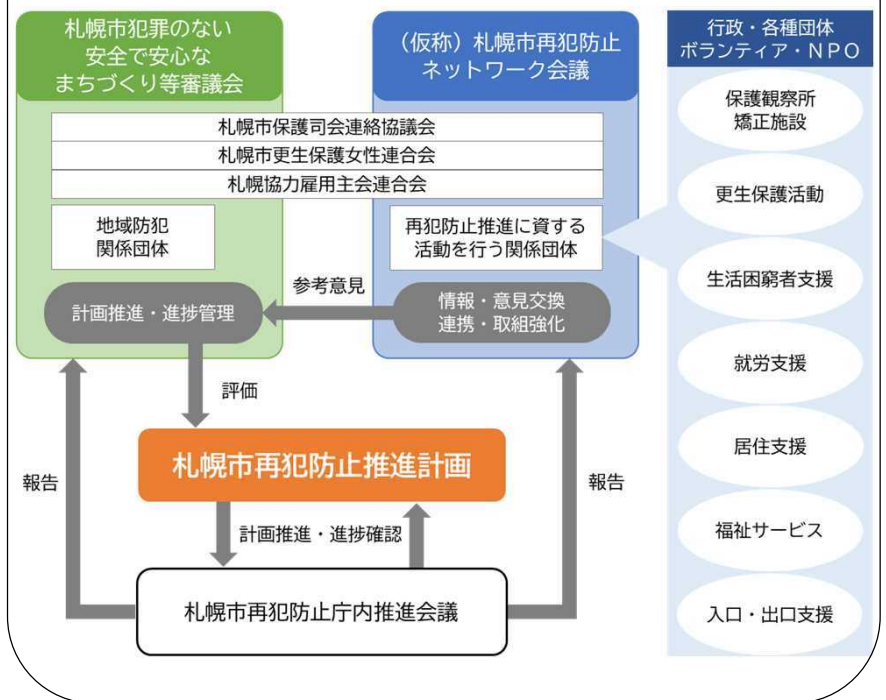 札幌市犯罪のない
安全で安心な
まちづくり等審議会
（仮称）札幌市再犯防止
ネットワーク会議
行政・各種団体
ボランティア・ＮＰＯ
札幌市保護司会連絡協議会
札幌市更生保護女性連合会
札幌協力雇用主会連合会
地域防犯
関係団体
再犯防止推進に資する
活動を行う関係団体
計画推進・進捗管理
参考意見
情報・意見交換
連携・取組強化
評価
札幌市再犯防止推進計画
報告
報告
計画推進・進捗確認
札幌市再犯防止庁内推進会議
保護観察所
矯正施設
更生保護活動
生活困窮者支援
就労支援
居住支援
福祉サービス
入口・出口支援